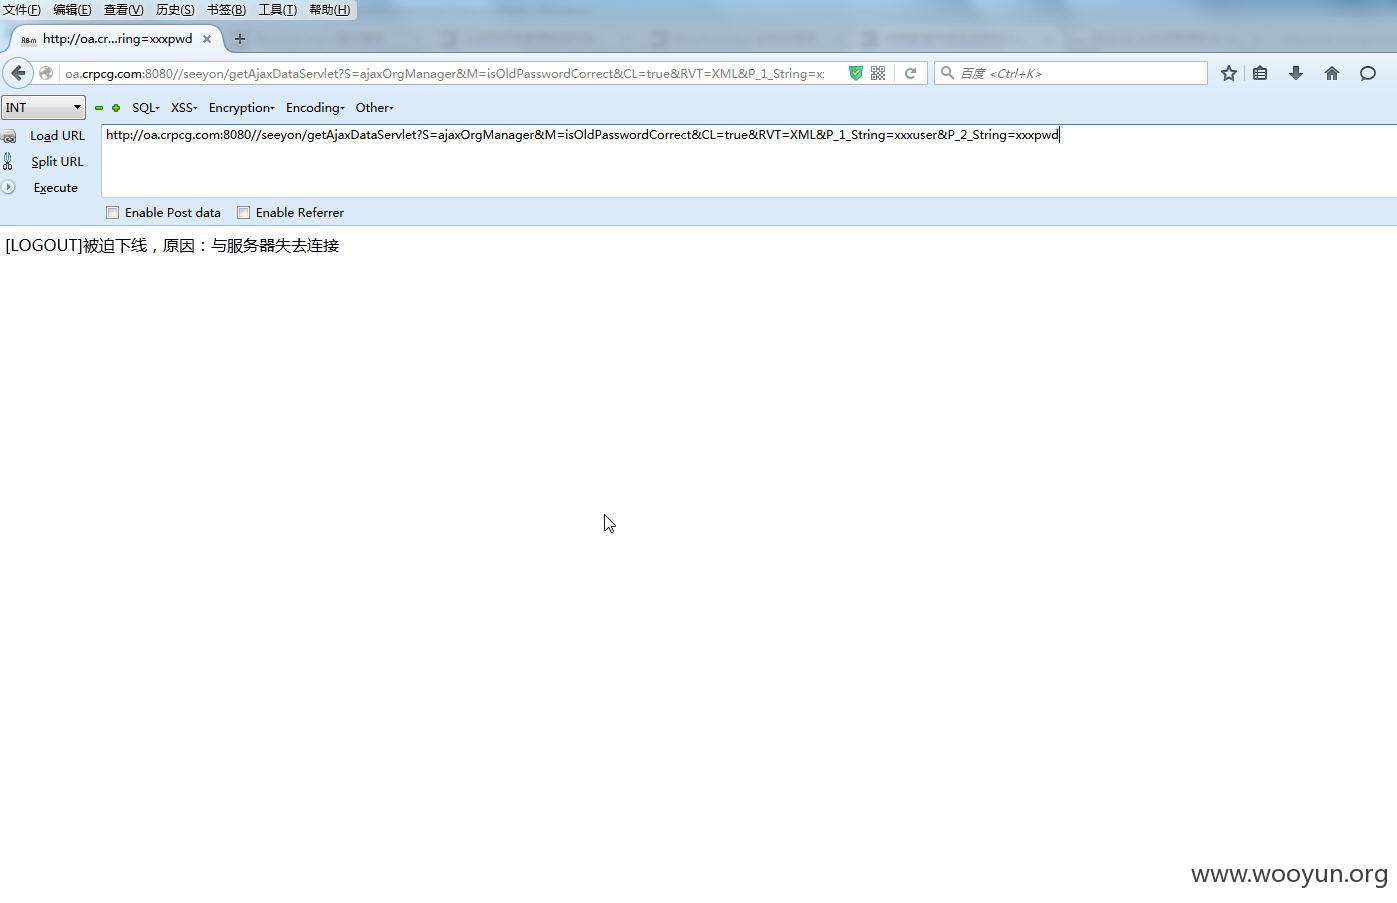 文件(F) 编辑(E) 查看(V) 历史(S) 书签(B) 工具(T) 帮助(H)
http://oa.cr...ring=xxxpwd
oa.crpcg.com:8080//seeyon/getAjaxDataServlet?S=ajaxOrgManager&M=isOldPasswordCorrect&CL=true&RVT=XML&P_1_String=x 百度 <Ctrl+K>
INT SQL XSS Encryption Encoding Other
Load URL http://oa.crpcg.com:8080//seeyon/getAjaxDataServlet?S=ajaxOrgManager&M=isOldPasswordCorrect&CL=true&RVT=XML&P_1_String=xxxuser&P_2_String=xxxpwd
Split URL
Execute
Enable Post data Enable Referrer
[LOGOUT]被迫下线，原因：与服务器失去连接
www.wooyun.org